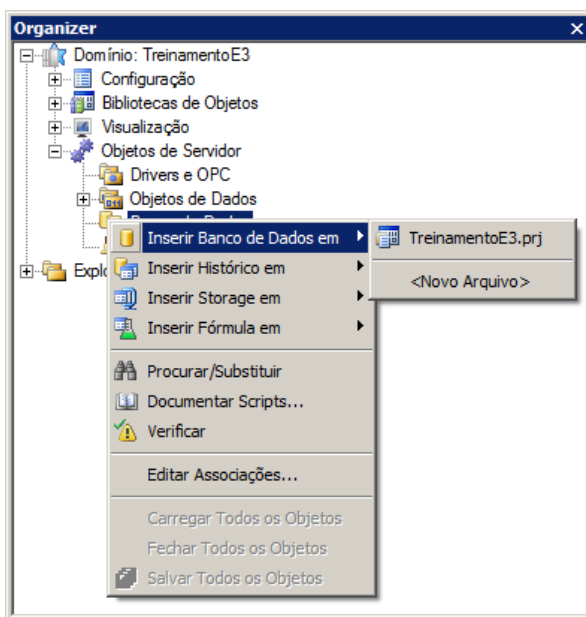 Organizer
Domínio: TreinamentoE3
Configuração
Bibliotecas de Objetos
Visualização
Objetos de Servidor
Drivers e OPC
Objetos de Dados
Inserir Banco de Dados em
TreinamentoE3.prj
<Novo Arquivo>
Explo
Inserir Histórico em
Inserir Storage em
Inserir Fórmula em
Procurar/Substituir
Documentar Scripts...
Verificar
Editar Associações...
Carregar Todos os Objetos
Fechar Todos os Objetos
Salvar Todos os Objetos